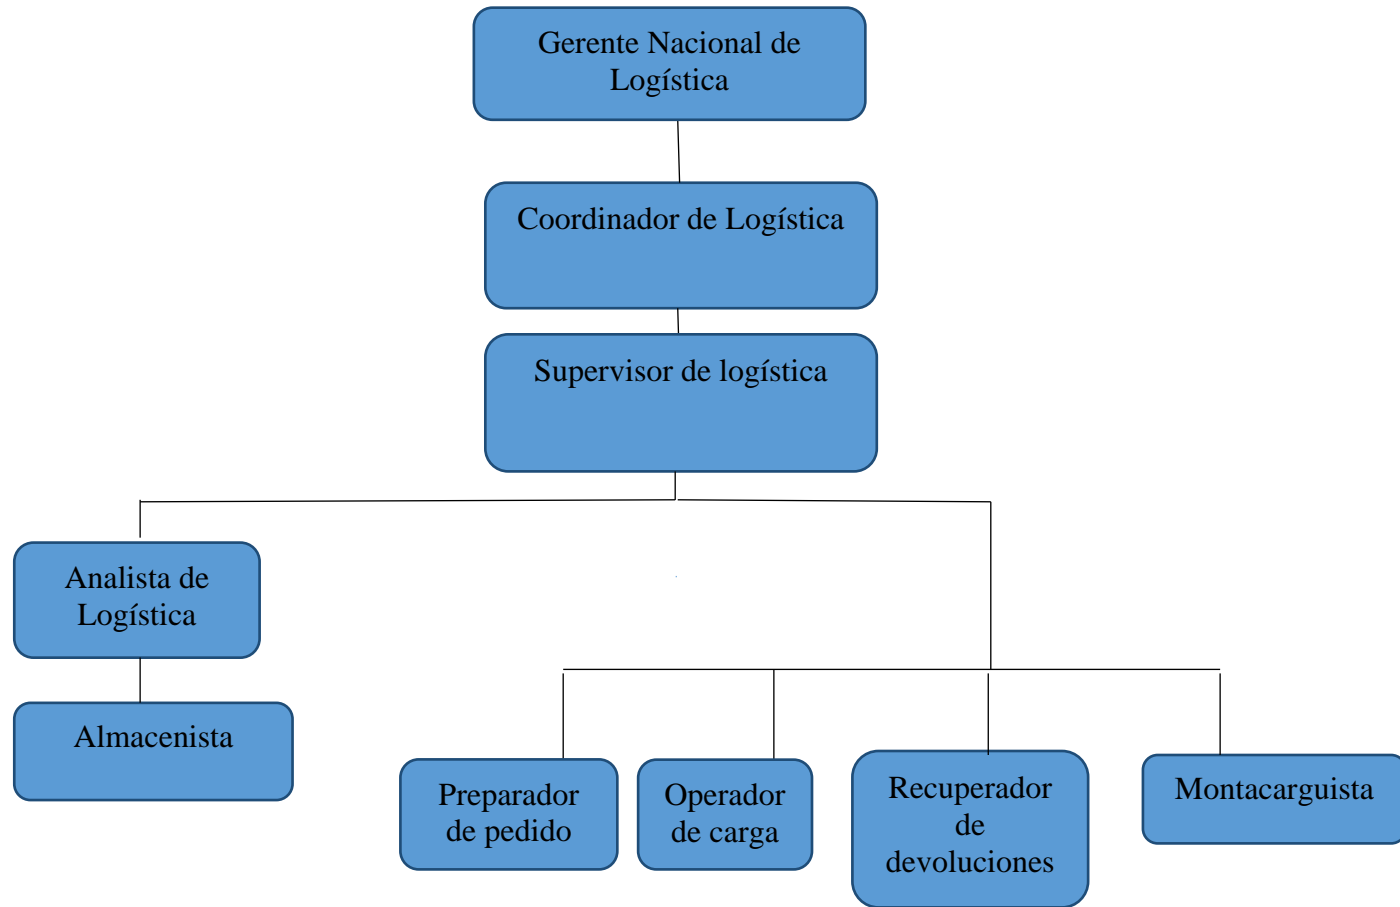 Gerente Nacional de
Logística
Coordinador de Logística
Supervisor de logística
Analista de
Logística
Almacenista
Preparador
de pedido
Operador
de carga
Recuperador
de
devoluciones
Montacarguista